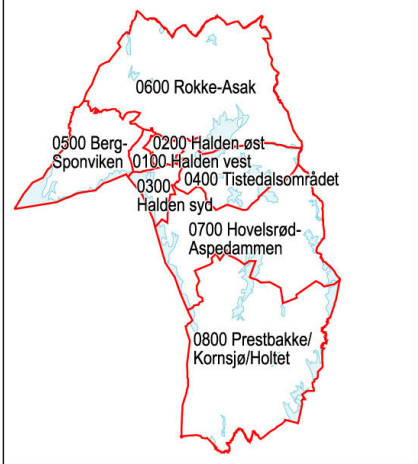 0600 Rokke-Asak
0500 Berg-
Sponviken
0200 Halden øst
0100 Halden vest
0300
Halden syd
0400 Tistedalsområdet
0700 Hovelsrød-
Aspedammen
0800 Prestbakke/
Kornsjø/Holtet